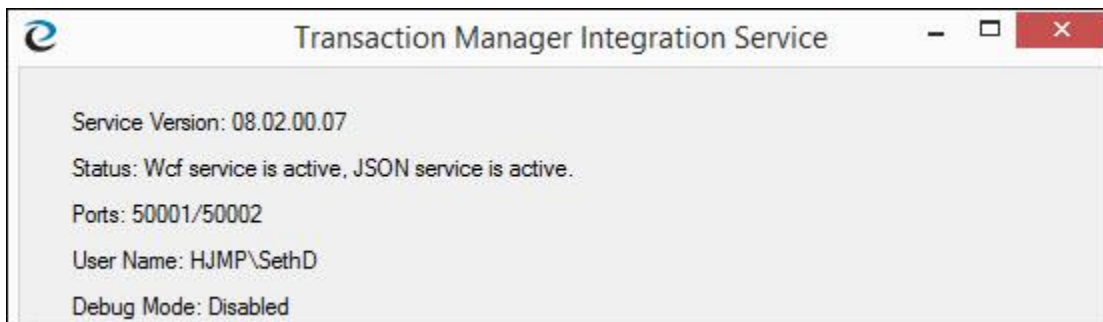 Transaction Manager Integration Service
Service Version: 08.02.00.07
Status: Wcf service is active, JSON service is active.
Ports: 50001/50002
User Name: HJMP\SethD
Debug Mode: Disabled